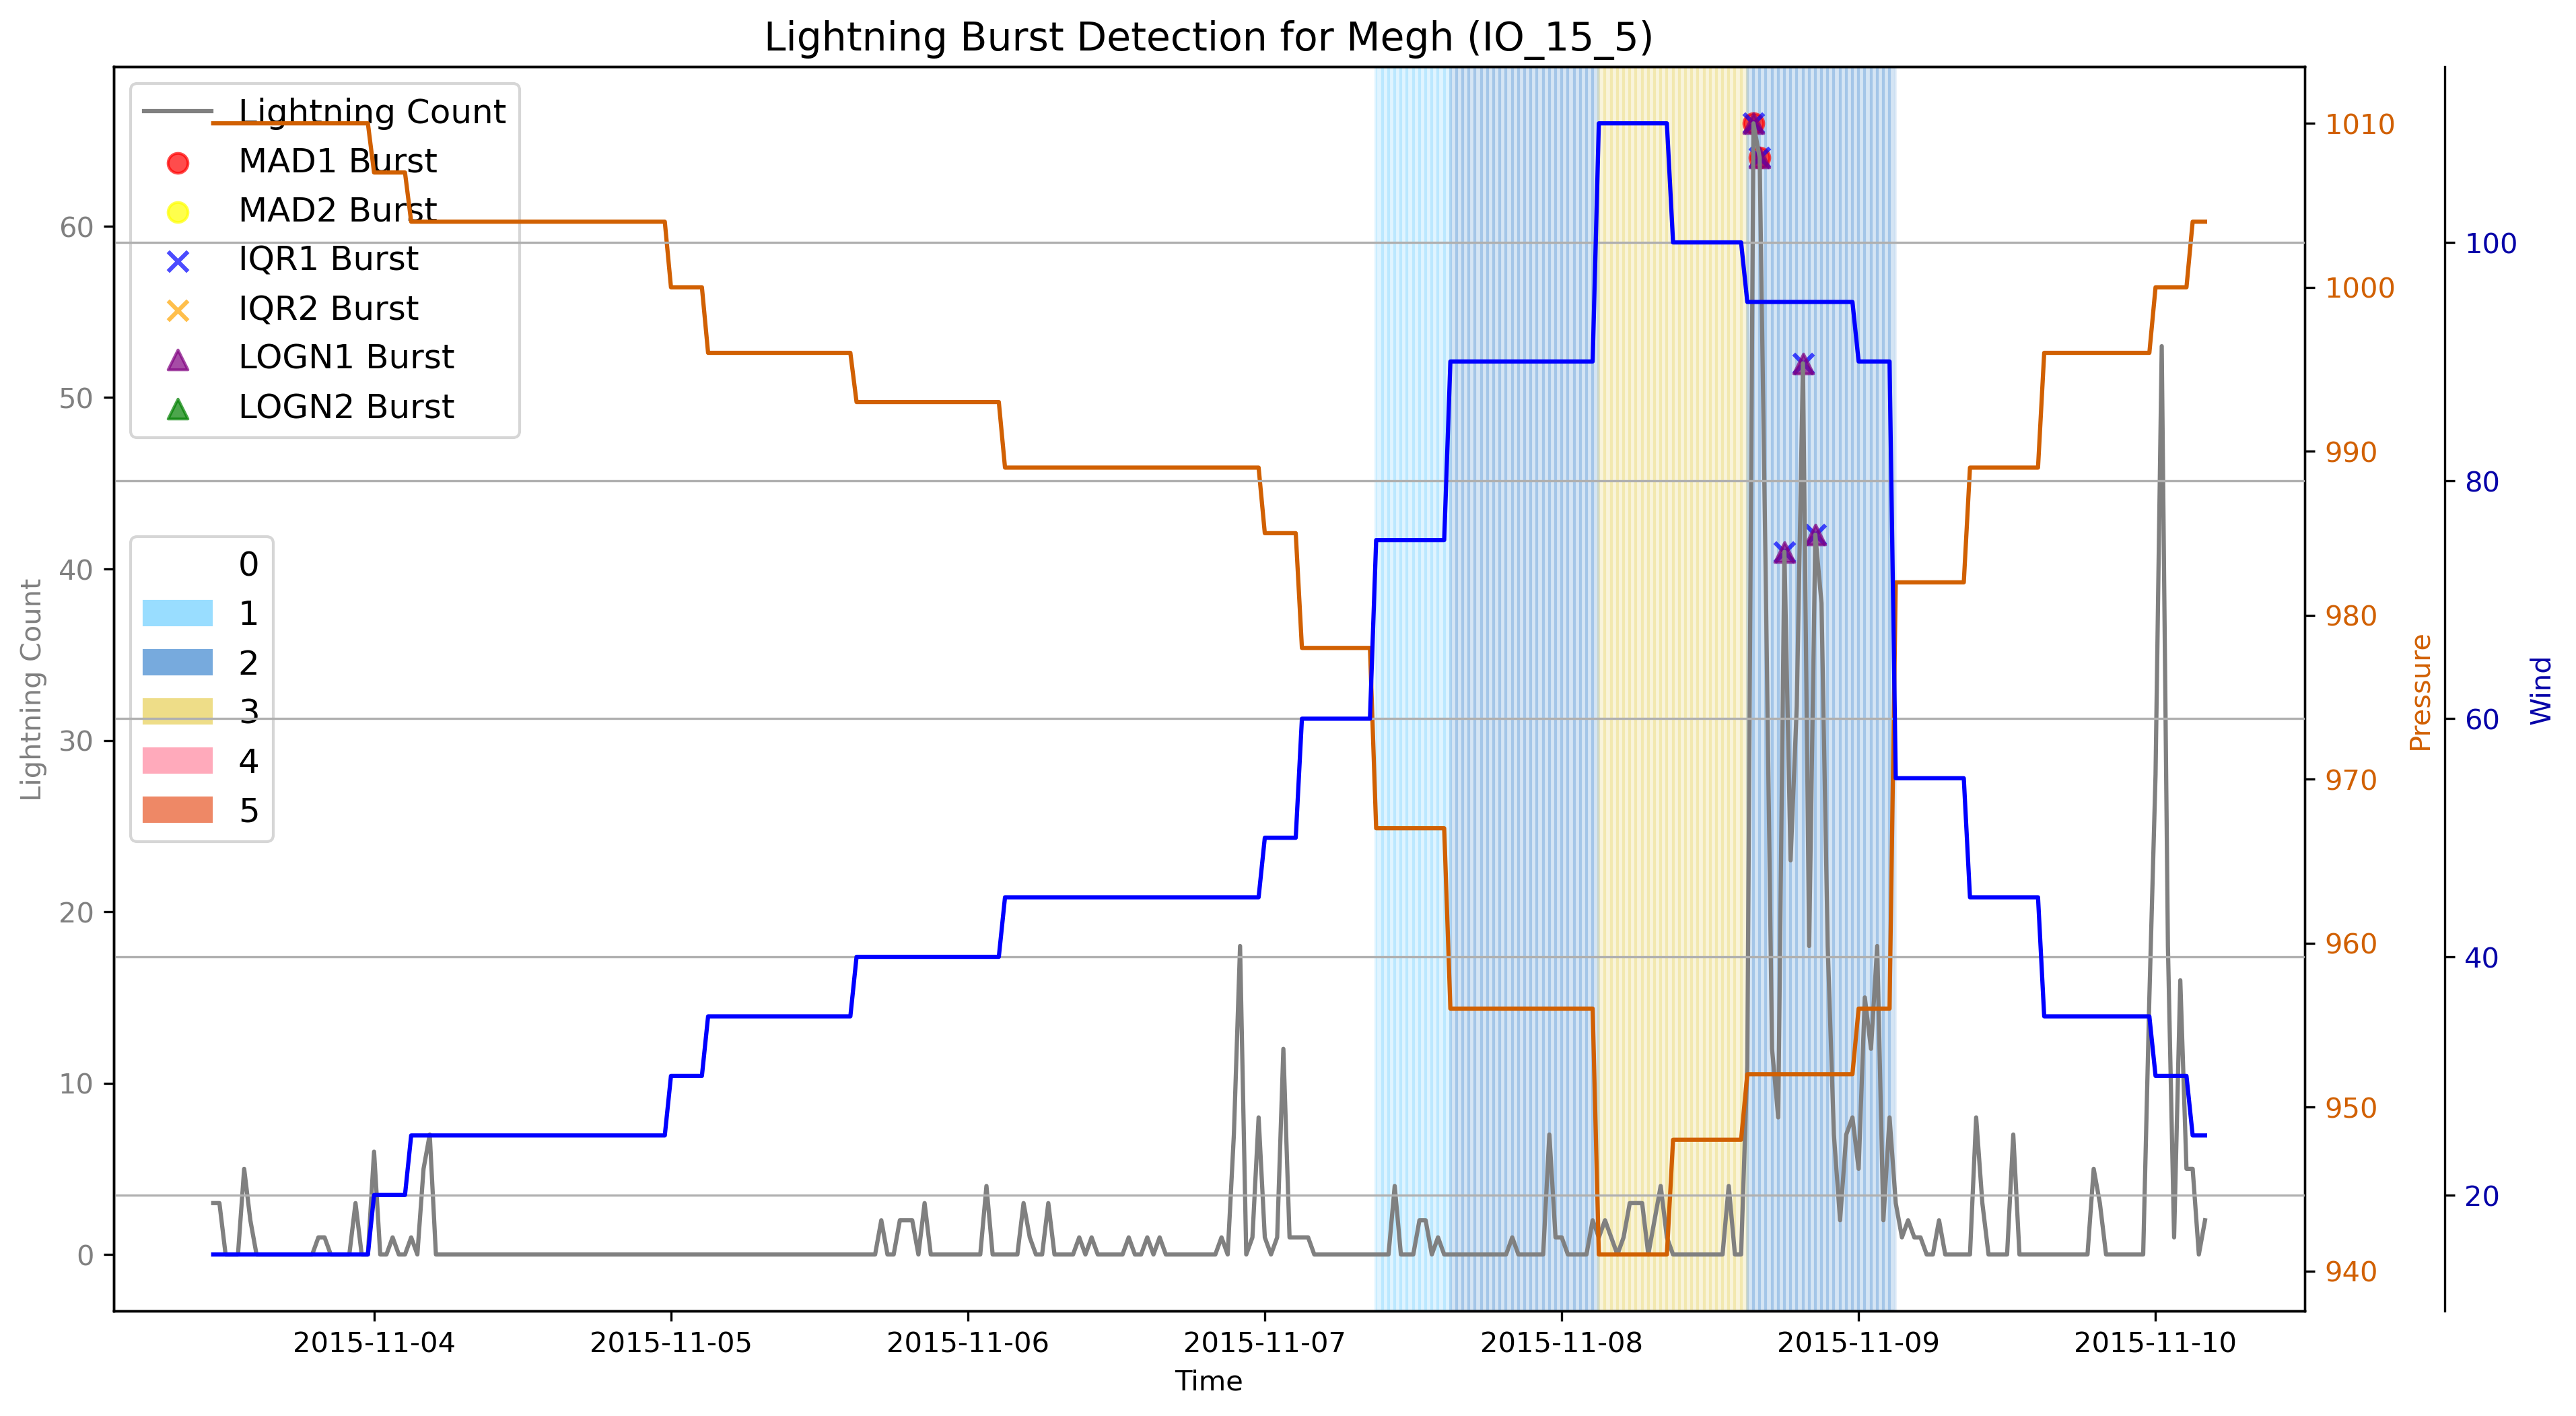 Lightning Burst Detection for Megh (IO_15_5)
Lightning Count
MAD1 Burst
MAD2 Burst
IQR1 Burst
IQR2 Burst
LOGN1 Burst
LOGN2 Burst
0
1
2
3
4
5
Lightning Count
60
50
40
30
20
10
0
1010
1000
990
980
970
960
950
940
Pressure
100
80
60
40
20
Wind
2015-11-04
2015-11-05
2015-11-06
2015-11-07
2015-11-08
2015-11-09
2015-11-10
Time